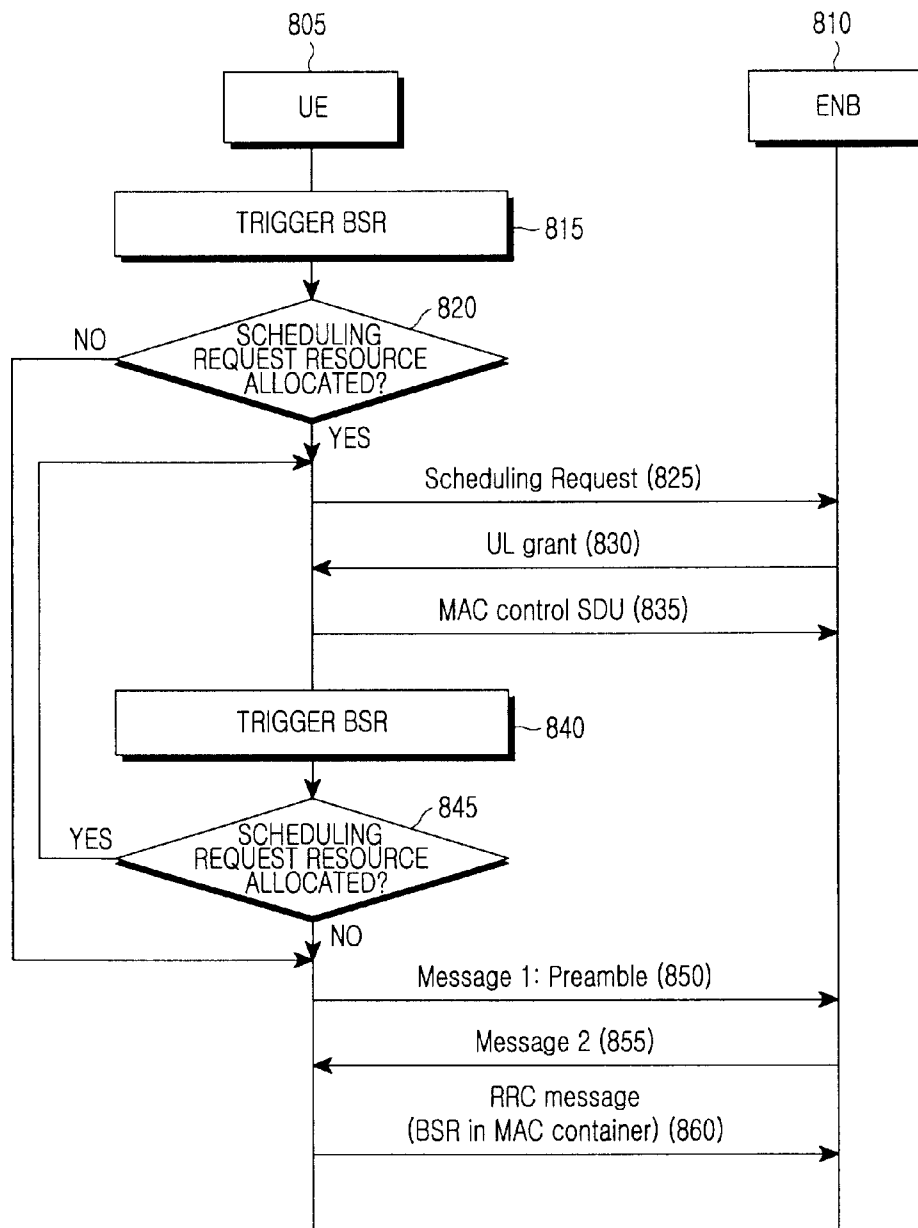 805
810
UE
ENB
TRIGGER BSR
815
820
NO
SCHEDULING
REQUEST RESOURCE
ALLOCATED?
YES
Scheduling Request (825)
UL grant (830)
MAC control SDU (835)
TRIGGER BSR
840
845
YES
SCHEDULING
REQUEST RESOURCE
ALLOCATED?
NO
Message 1: Preamble (850)
Message 2 (855)
RRC message
(BSR in MAC container) (860)